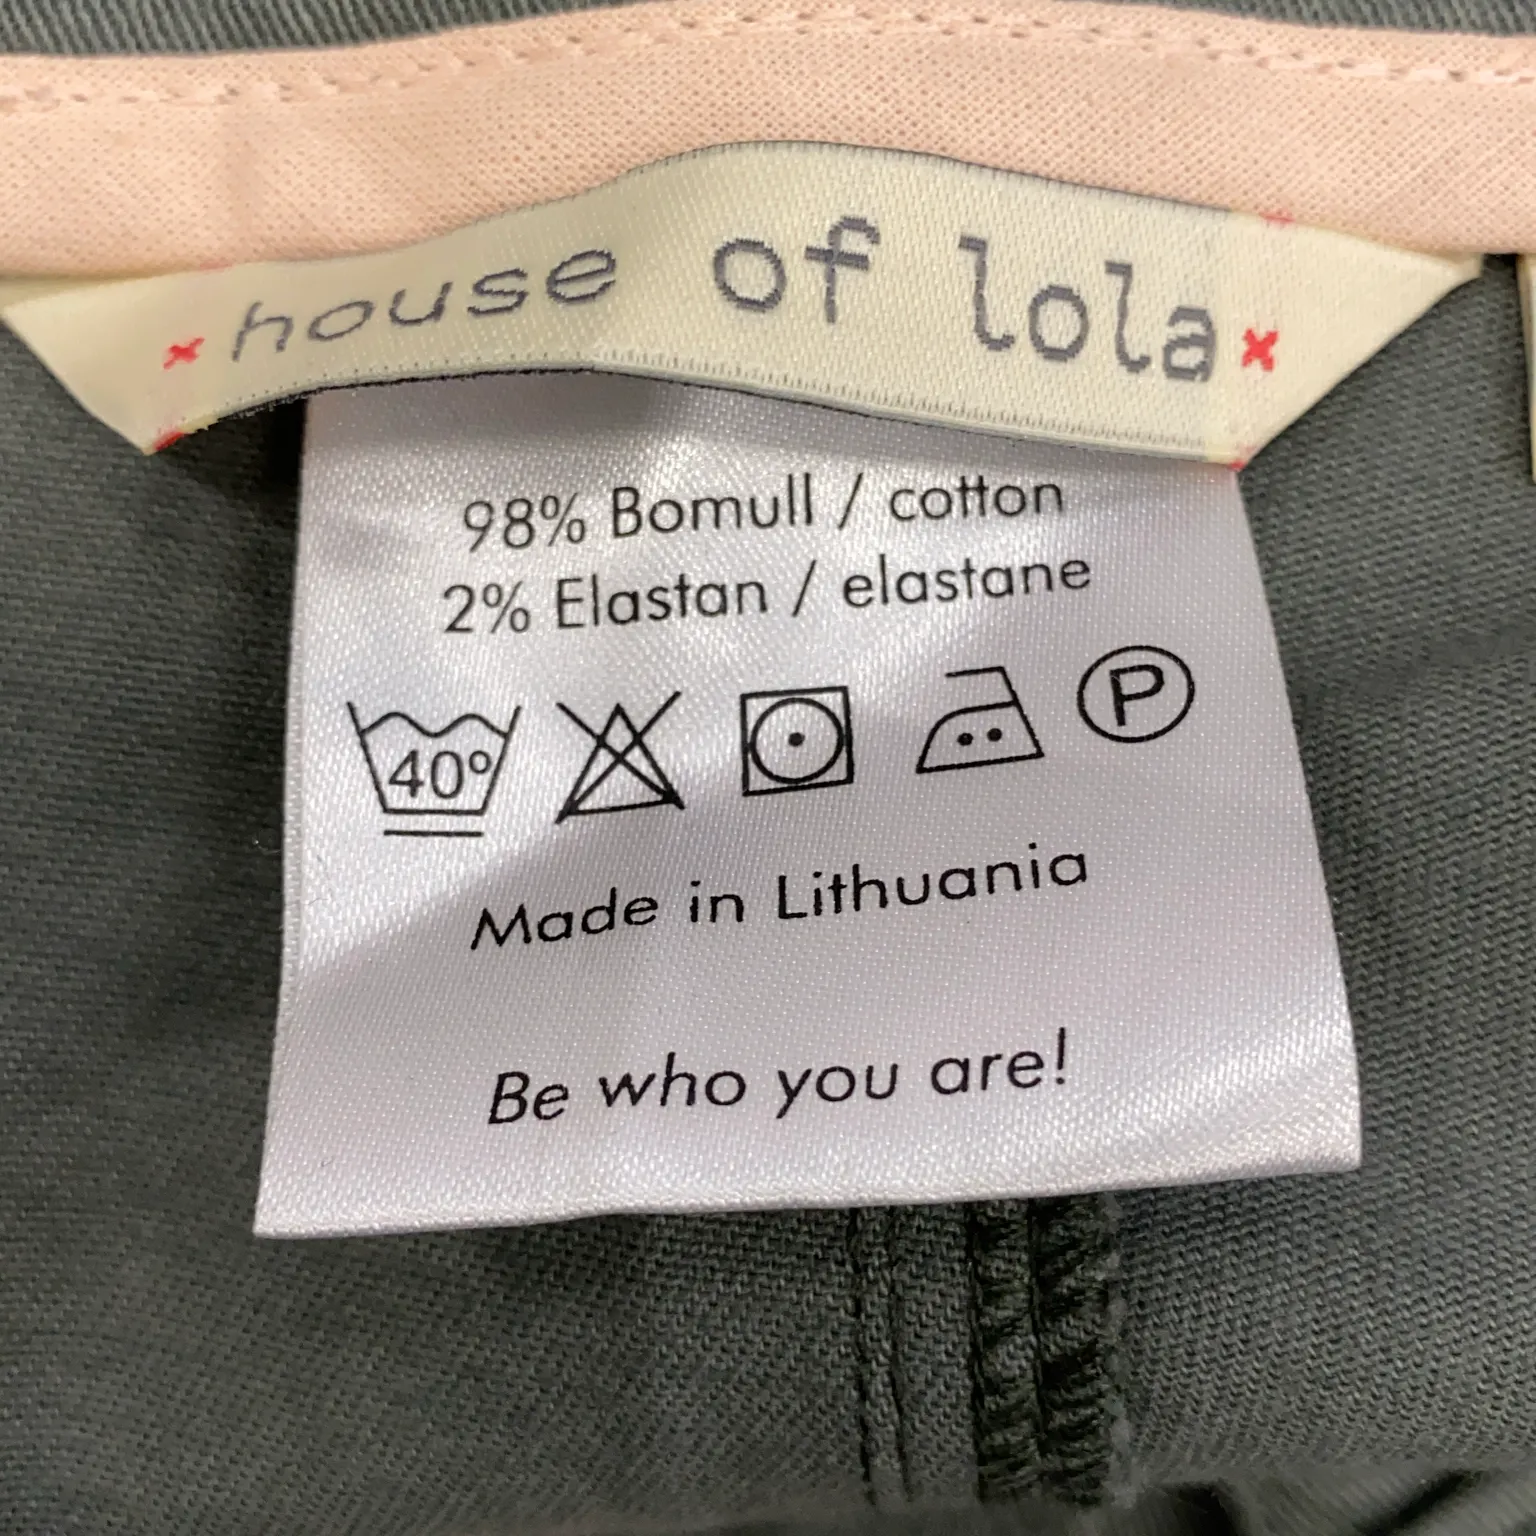 house of lola
98% Bomull / cotton
2% Elastan / elastane
40° P
Made in Lithuania
Be who you are!